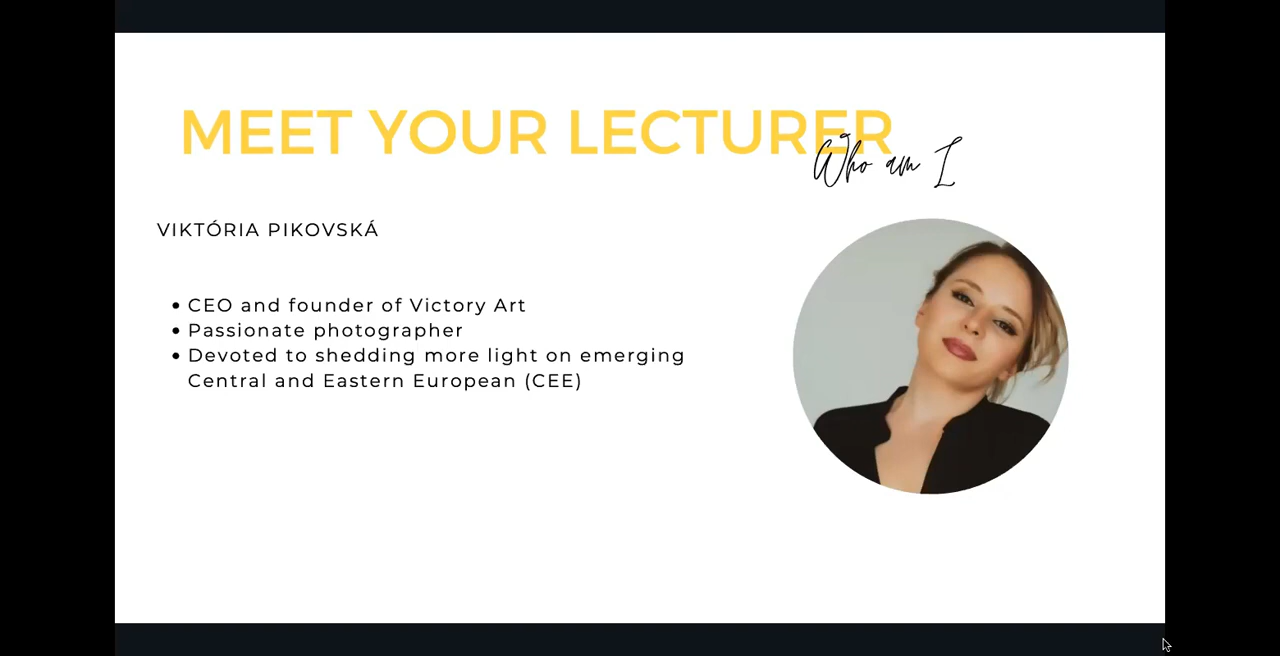 MEET YOUR LECTURER
Who am I
VIKTÓRIA PIKOVSKÁ
• CEO and founder of Victory Art
• Passionate photographer
• Devoted to shedding more light on emerging
Central and Eastern European (CEE)